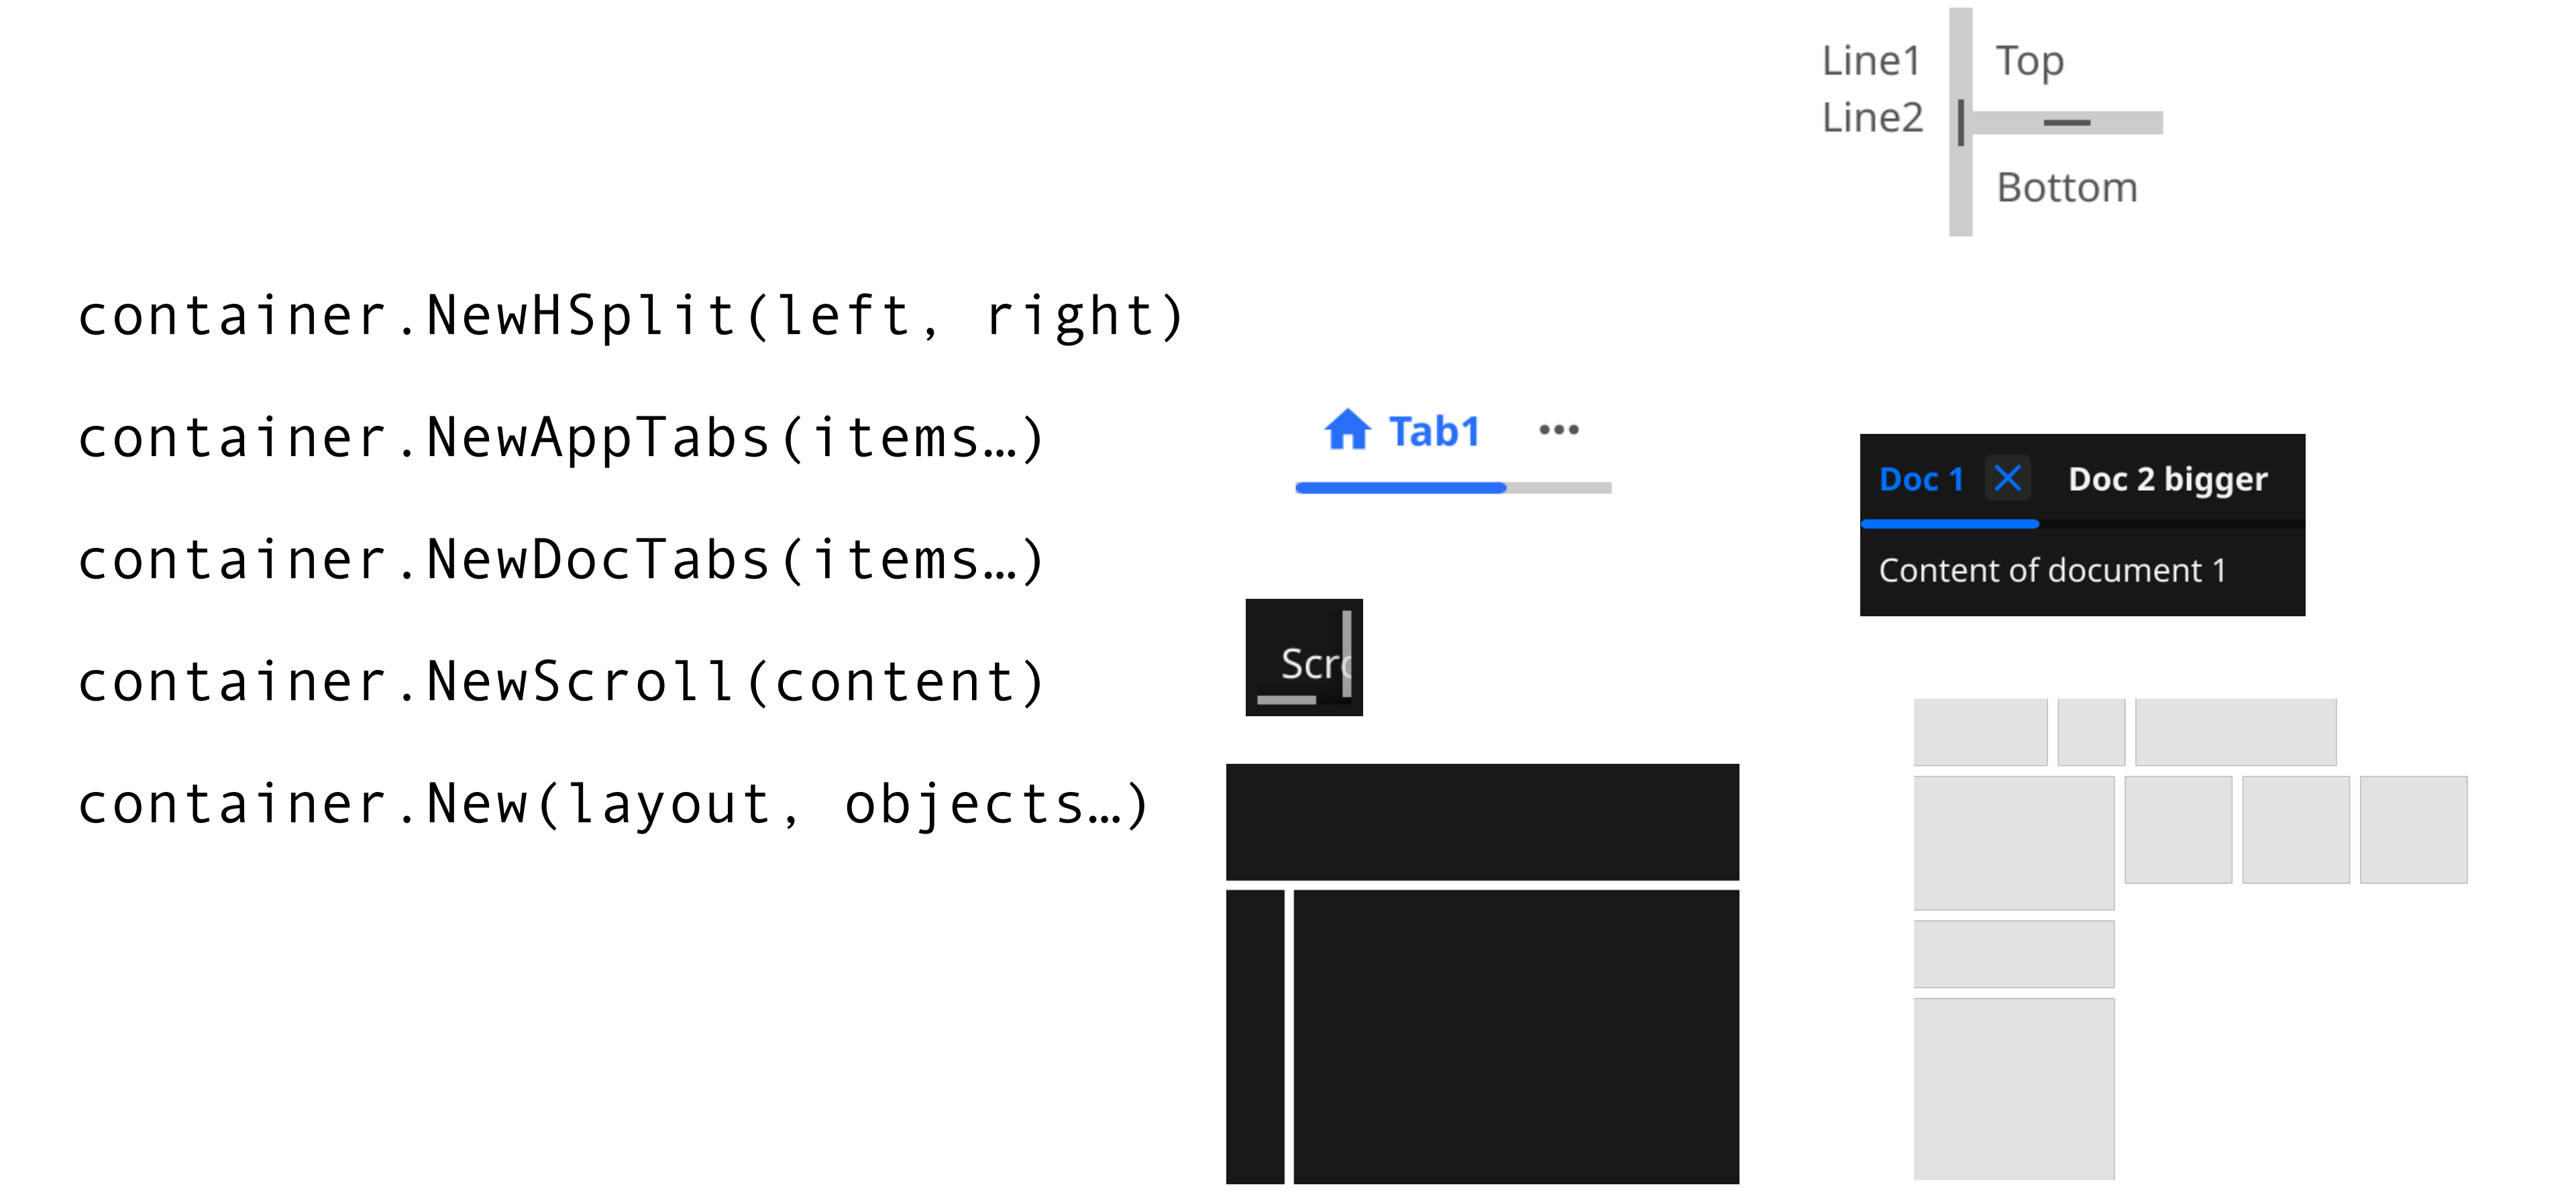 Line1
Line2
Top
Bottom
container.NewHSplit(left, right)
container.NewAppTabs(items…)
container.NewDocTabs(items…)
container.NewScroll(content)
container.New(layout, objects…)
Tab1
Doc 1
Doc 2 bigger
Content of document 1